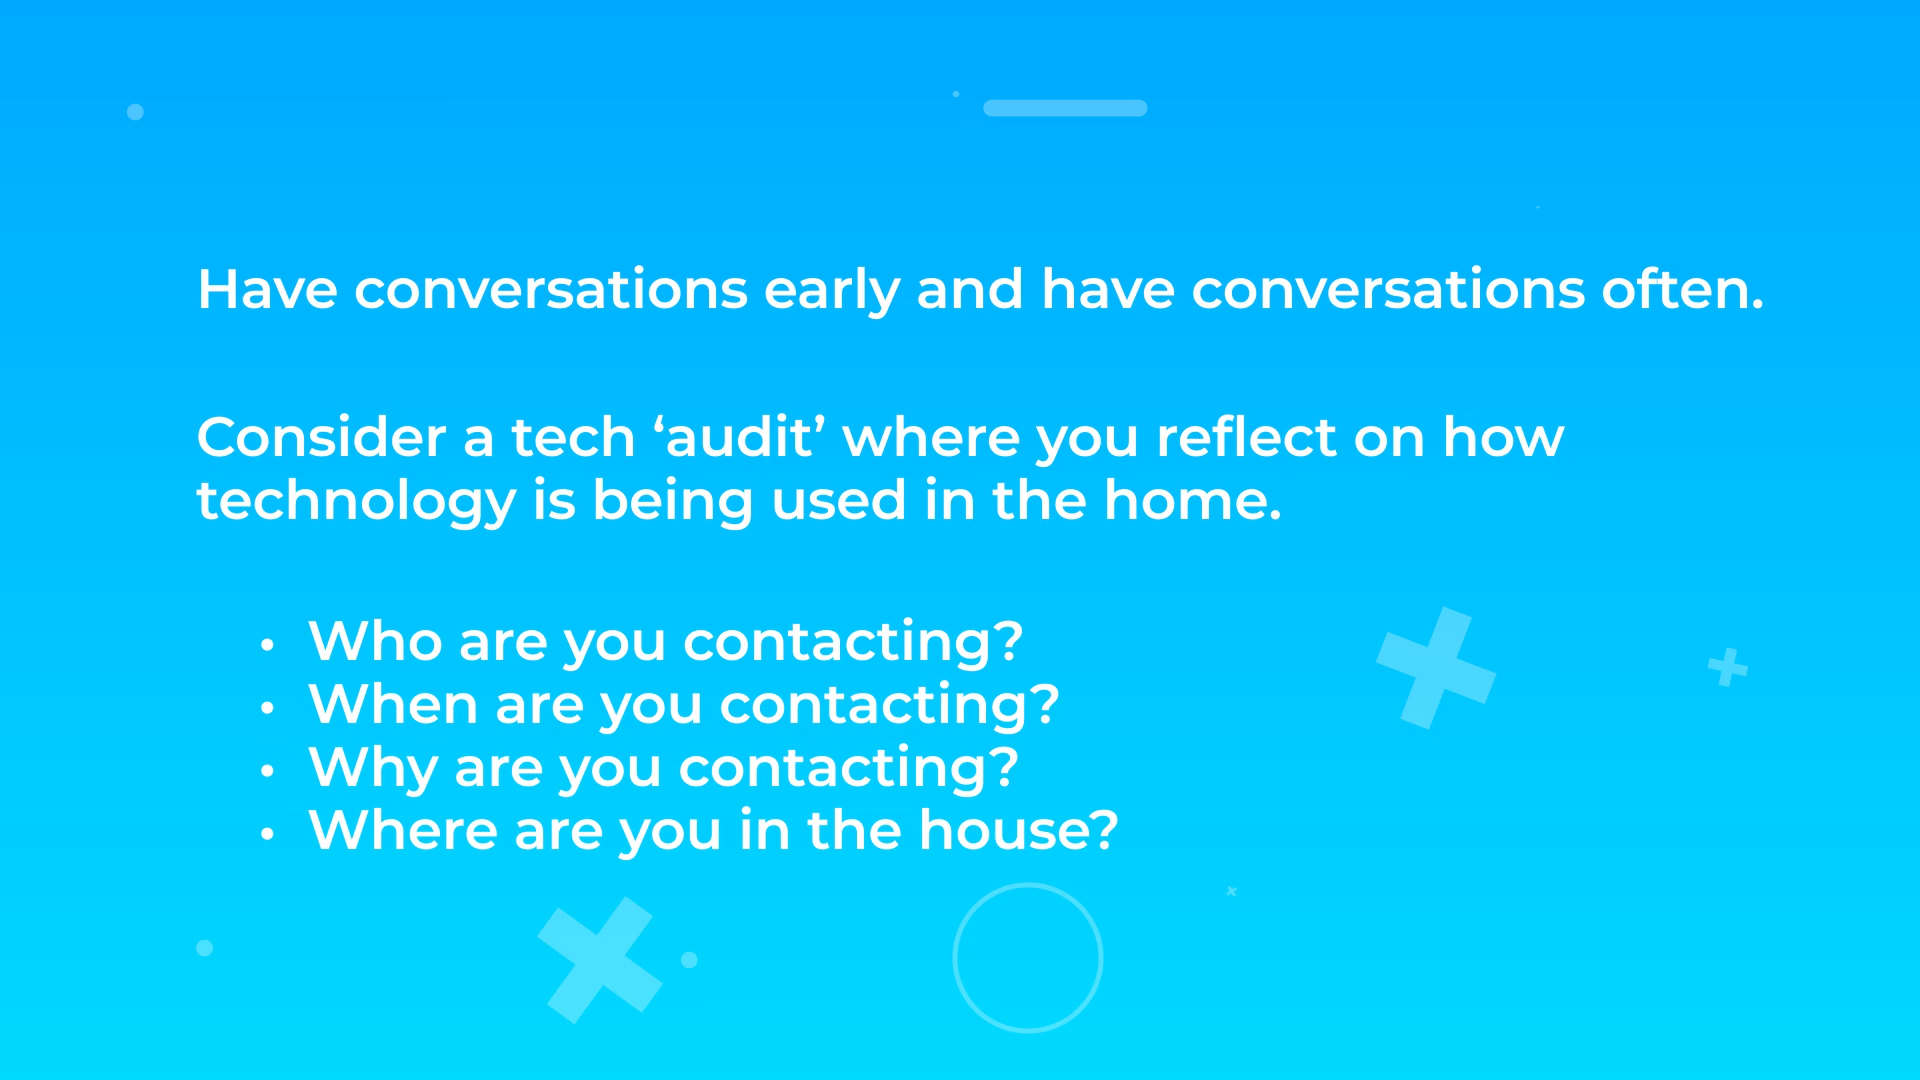 Have conversations early and have conversations often.
Consider a tech ‘audit’ where you reflect on how
technology is being used in the home.
• Who are you contacting?
• When are you contacting?
• Why are you contacting?
• Where are you in the house?